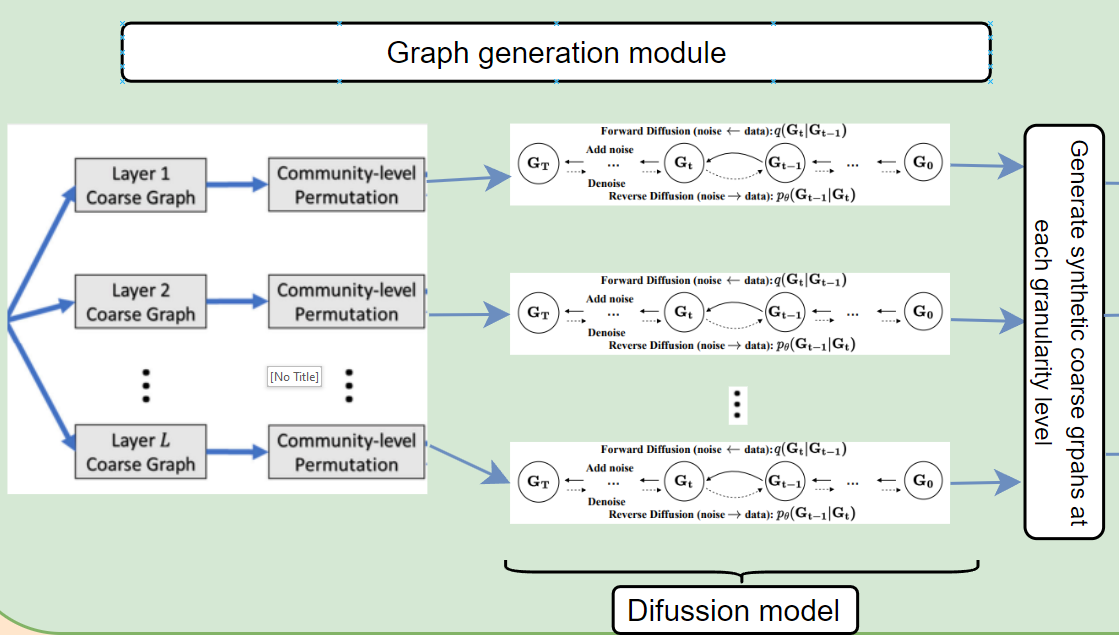 Graph generation module
Layer 1
Coarse Graph
Community-level
Permutation
Forward Diffusion (noise ← data): q(Gt|Gt−1)
Add noise
GT ... Gt Gt−1 ... G0
Denoise
Reverse Diffusion (noise → data): pθ(Gt−1|Gt)
Layer 2
Coarse Graph
Community-level
Permutation
Forward Diffusion (noise ← data): q(Gt|Gt−1)
Add noise
GT ... Gt Gt−1 ... G0
Denoise
Reverse Diffusion (noise → data): pθ(Gt−1|Gt)
[No Title]
Layer L
Coarse Graph
Community-level
Permutation
Forward Diffusion (noise ← data): q(Gt|Gt−1)
Add noise
GT ... Gt Gt−1 ... G0
Denoise
Reverse Diffusion (noise → data): pθ(Gt−1|Gt)
Generate synthetic coarse grpahs at
each granularity level
Difussion model